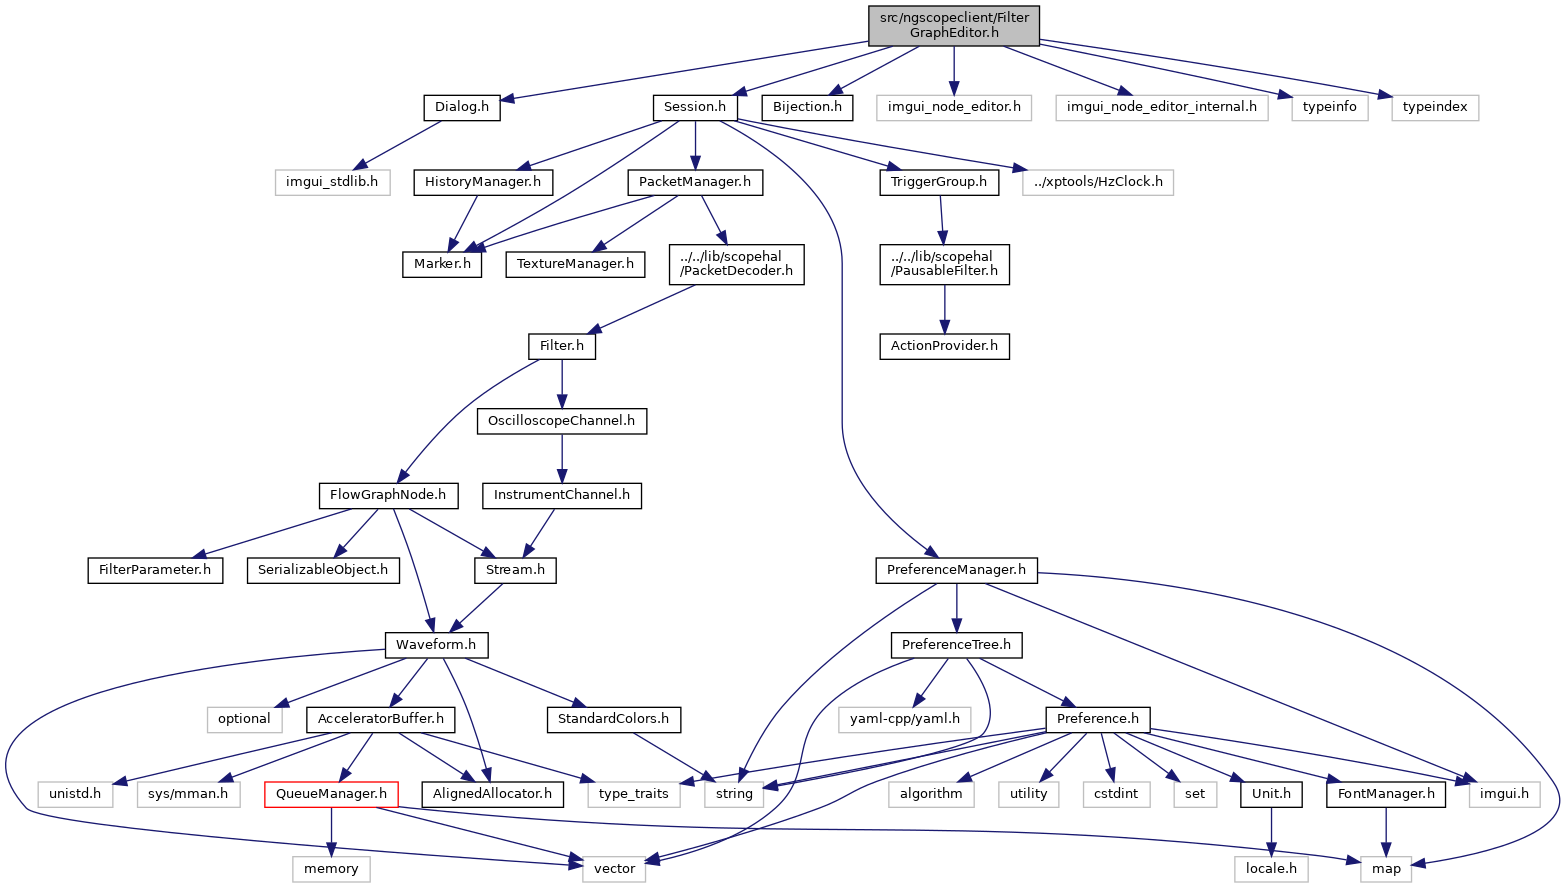 src/ngscopeclient/Filter
GraphEditor.h
Dialog.h
Session.h
Bijection.h
imgui_node_editor.h
imgui_node_editor_internal.h
typeinfo
typeindex
imgui_stdlib.h
HistoryManager.h
PacketManager.h
TriggerGroup.h
../xptools/HzClock.h
Marker.h
TextureManager.h
../../lib/scopehal
/PacketDecoder.h
../../lib/scopehal
/PausableFilter.h
Filter.h
ActionProvider.h
OscilloscopeChannel.h
FlowGraphNode.h
InstrumentChannel.h
FilterParameter.h
SerializableObject.h
Stream.h
PreferenceManager.h
Waveform.h
PreferenceTree.h
optional
AcceleratorBuffer.h
StandardColors.h
yaml-cpp/yaml.h
Preference.h
unistd.h
sys/mman.h
QueueManager.h
AlignedAllocator.h
type_traits
string
algorithm
utility
cstdint
set
Unit.h
FontManager.h
imgui.h
memory
vector
locale.h
map